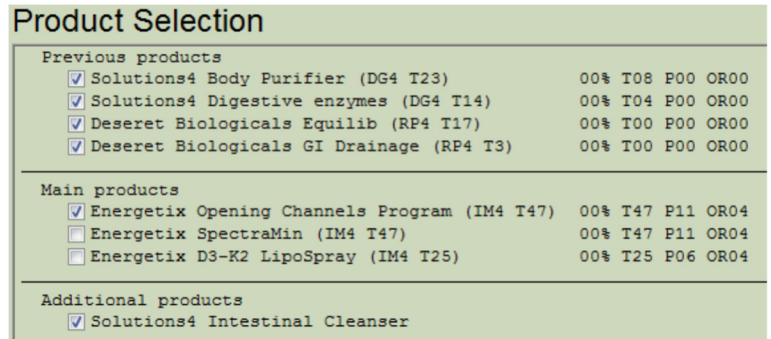 Product Selection
Previous products
Solutions4 Body Purifier (DG4 T23) 00% T08 P00 OR00
Solutions4 Digestive enzymes (DG4 T14) 00% T04 P00 OR00
Deseret Biologicals Equilib (RP4 T17) 00% T00 P00 OR00
Deseret Biologicals GI Drainage (RP4 T3) 00% T00 P00 OR00
Main products
Energetix Opening Channels Program (IM4 T47) 00% T47 P11 OR04
Energetix SpectraMin (IM4 T47) 00% T47 P11 OR04
Energetix D3-K2 LipoSpray (IM4 T25) 00% T25 P06 OR04
Additional products
Solutions4 Intestinal Cleanser